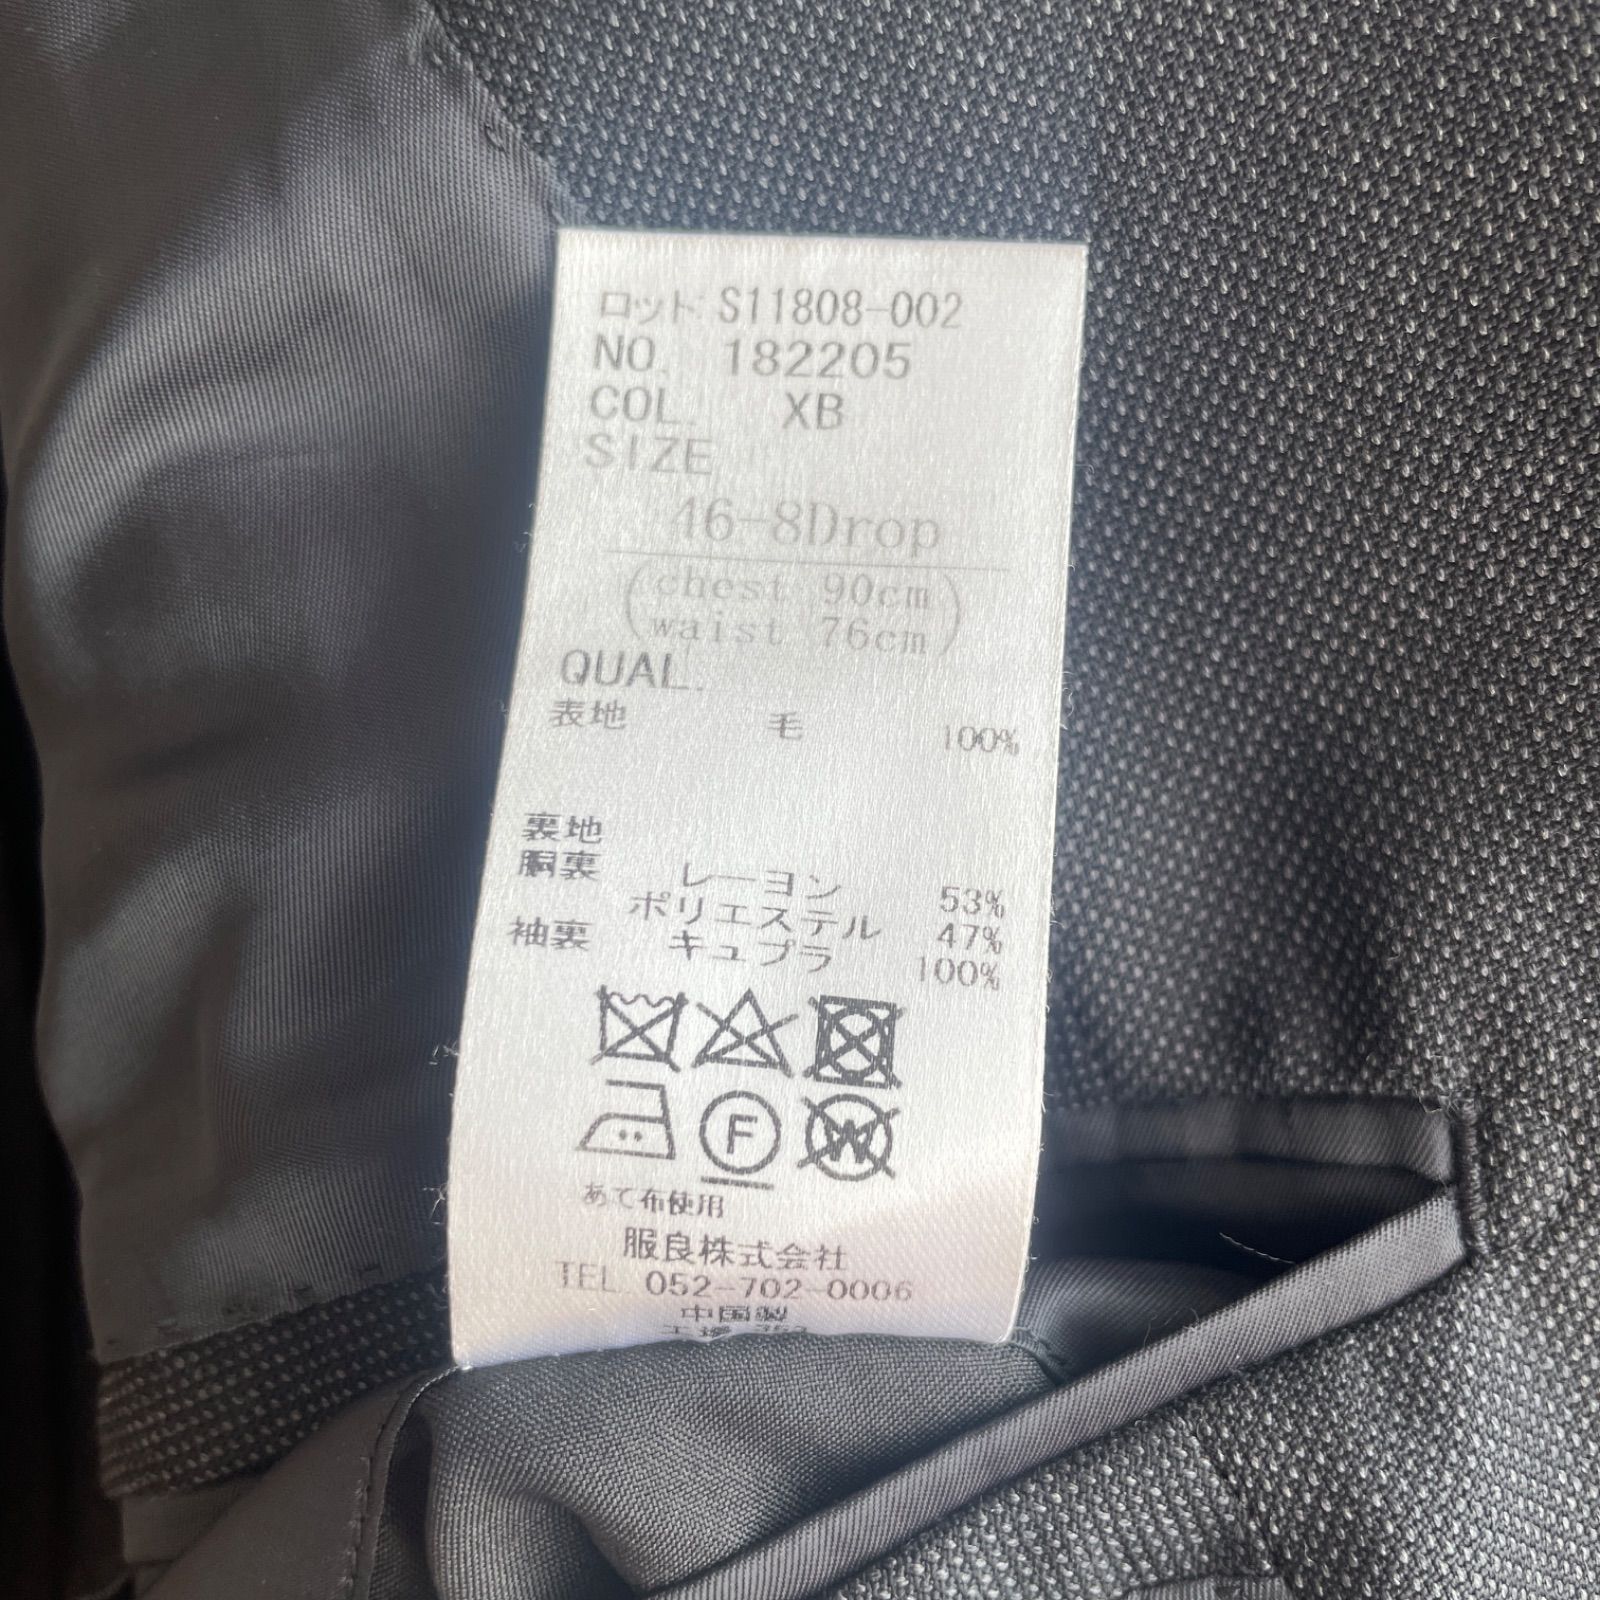 ロット: S11808-002
NO. 182205
COL. XB
SIZE
46-8Drop
(chest 90cm
waist 76cm)
QUAL.
表地 毛 100%
裏地
胴裏 レーヨン 53%
ポリエステル 47%
袖裏 キュプラ 100%
F W
あて布使用
服良株式会社
TEL 052-702-0006
中国製